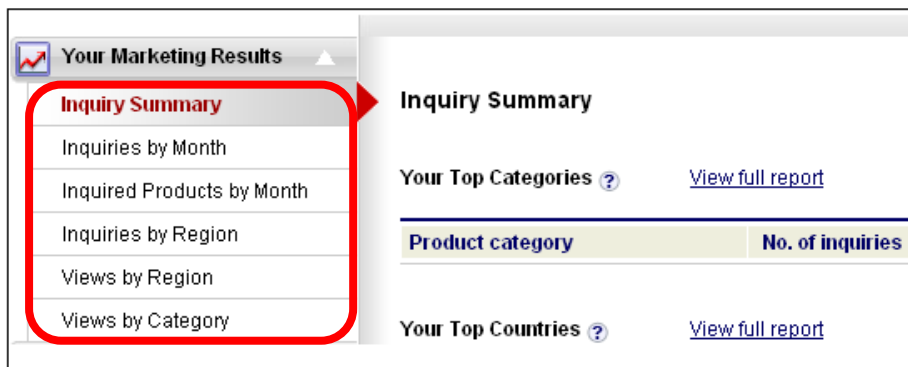 Your Marketing Results
Inquiry Summary
Inquiries by Month
Inquired Products by Month
Inquiries by Region
Views by Region
Views by Category
Inquiry Summary
Your Top Categories ? View full report
Product category No. of inquiries
Your Top Countries ? View full report